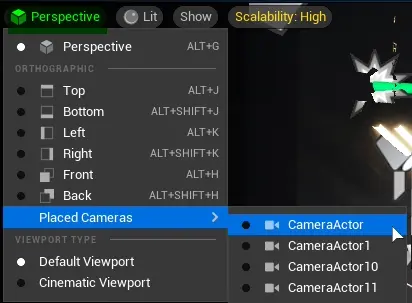 Perspective Lit Show Scalability: High
Perspective ALT+G
ORTHOGRAPHIC
Top ALT+J
Bottom ALT+SHIFT+J
Left ALT+K
Right ALT+SHIFT+K
Front ALT+H
Back ALT+SHIFT+H
Placed Cameras
CameraActor
VIEWPORT TYPE
CameraActor1
Default Viewport
CameraActor10
Cinematic Viewport
CameraActor11